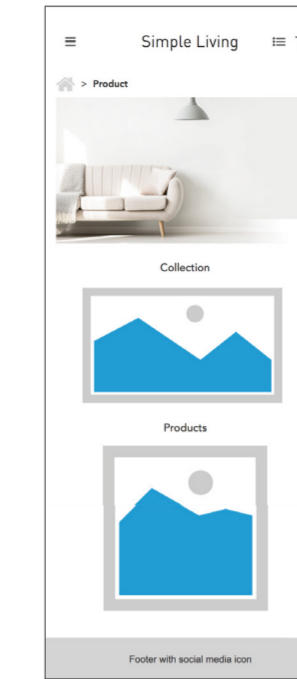 Simple Living
> Product
Collection
Products
Footer with social media icon